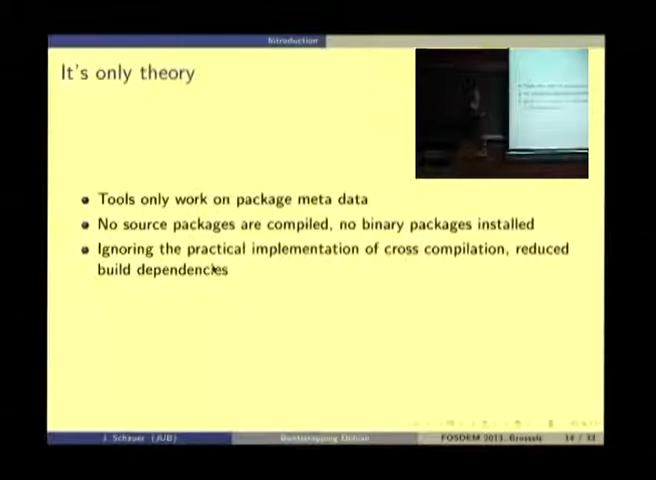 Introduction
It's only theory
Tools only work on package meta data
No source packages are compiled, no binary packages installed
Ignoring the practical implementation of cross compilation, reduced
build dependencies
J. Schauer (JUB)
Bootstrapping Debian
FOSDEM 2013, Brussels
14 / 33